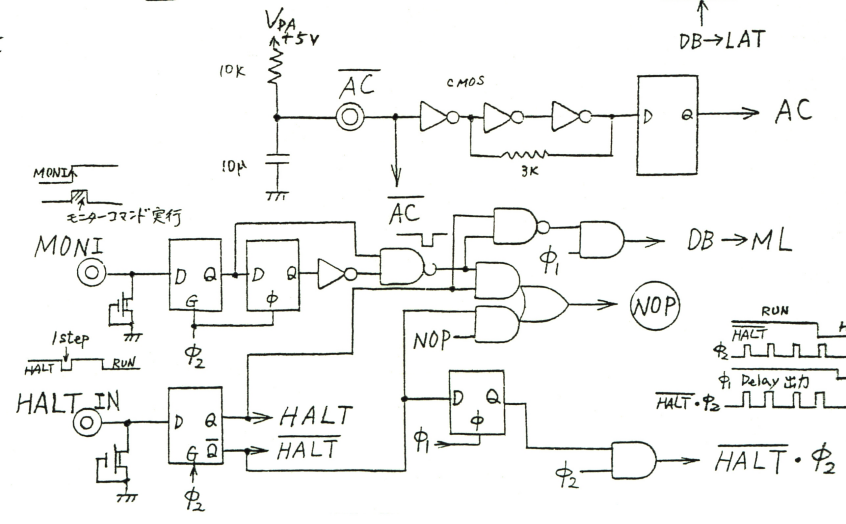 V_DA
+5V
DB→LAT
10K
AC
CMOS
D Q
AC
10μ
3K
MONI
モニターコマンド実行
AC
MONI
D Q
G
D Q
φ
φ₁
DB→ML
φ₂
NOP
NOP
RUN
HALT
H
φ₂
φ₁ Delay 出力
HALT・φ₂
1step
HALT
RUN
HALT IN
D Q
G Q
HALT
HALT
φ₂
D Q
φ
φ₁
φ₂
HALT・φ₂